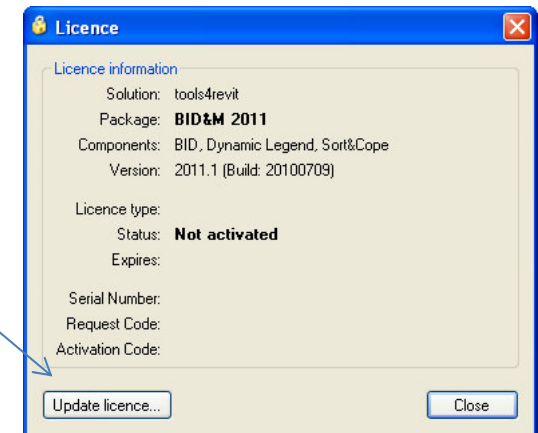 Licence
Licence information
Solution: tools4revit
Package: BID&M 2011
Components: BID, Dynamic Legend, Sort&Cope
Version: 2011.1 (Build: 20100709)
Licence type:
Status: Not activated
Expires:
Serial Number:
Request Code:
Activation Code:
Update licence... Close